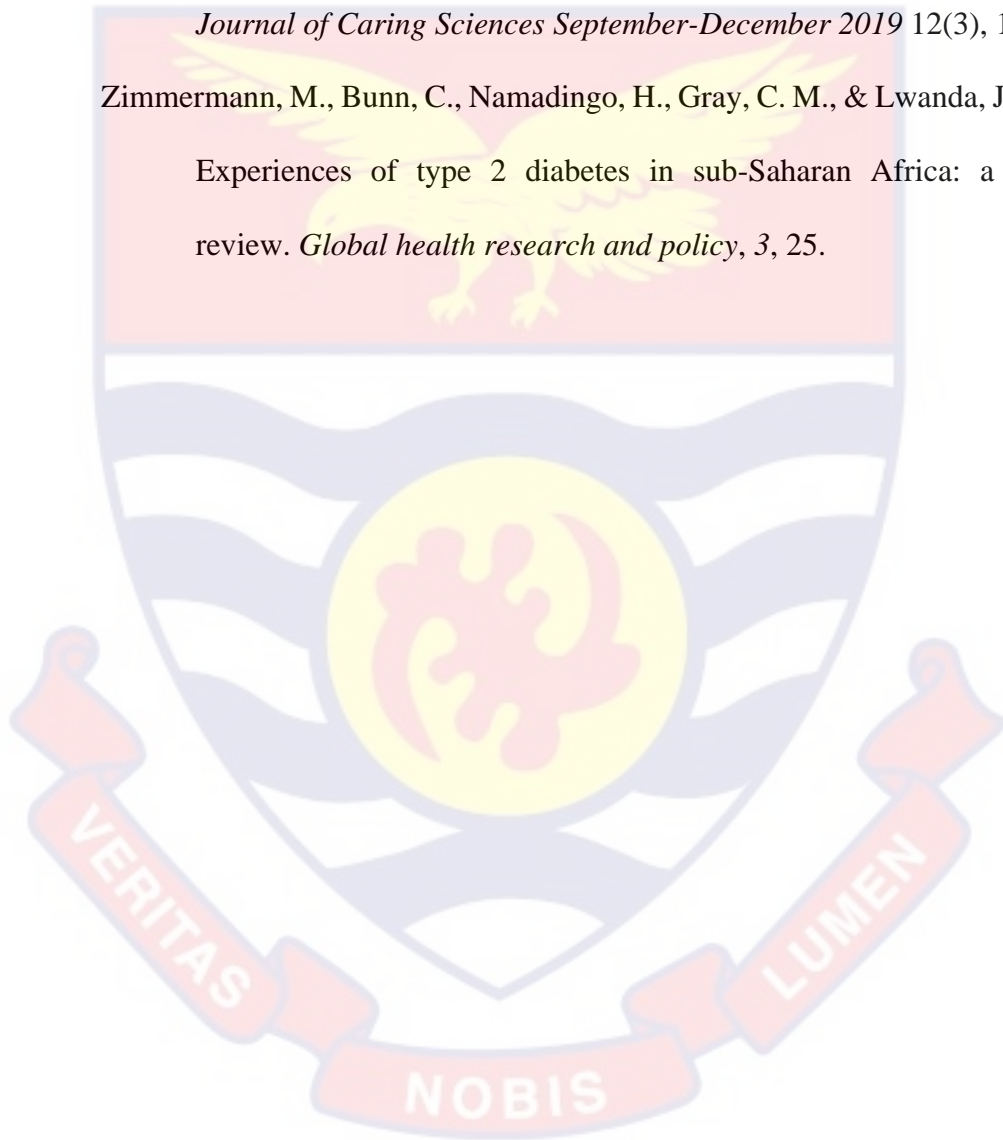 Journal of Caring Sciences September-December 2019 12(3), 1
Zimmermann, M., Bunn, C., Namadingo, H., Gray, C. M., & Lwanda, J
Experiences of type 2 diabetes in sub-Saharan Africa: a
review. Global health research and policy, 3, 25.
VERITAS
NOBIS
LUMEN